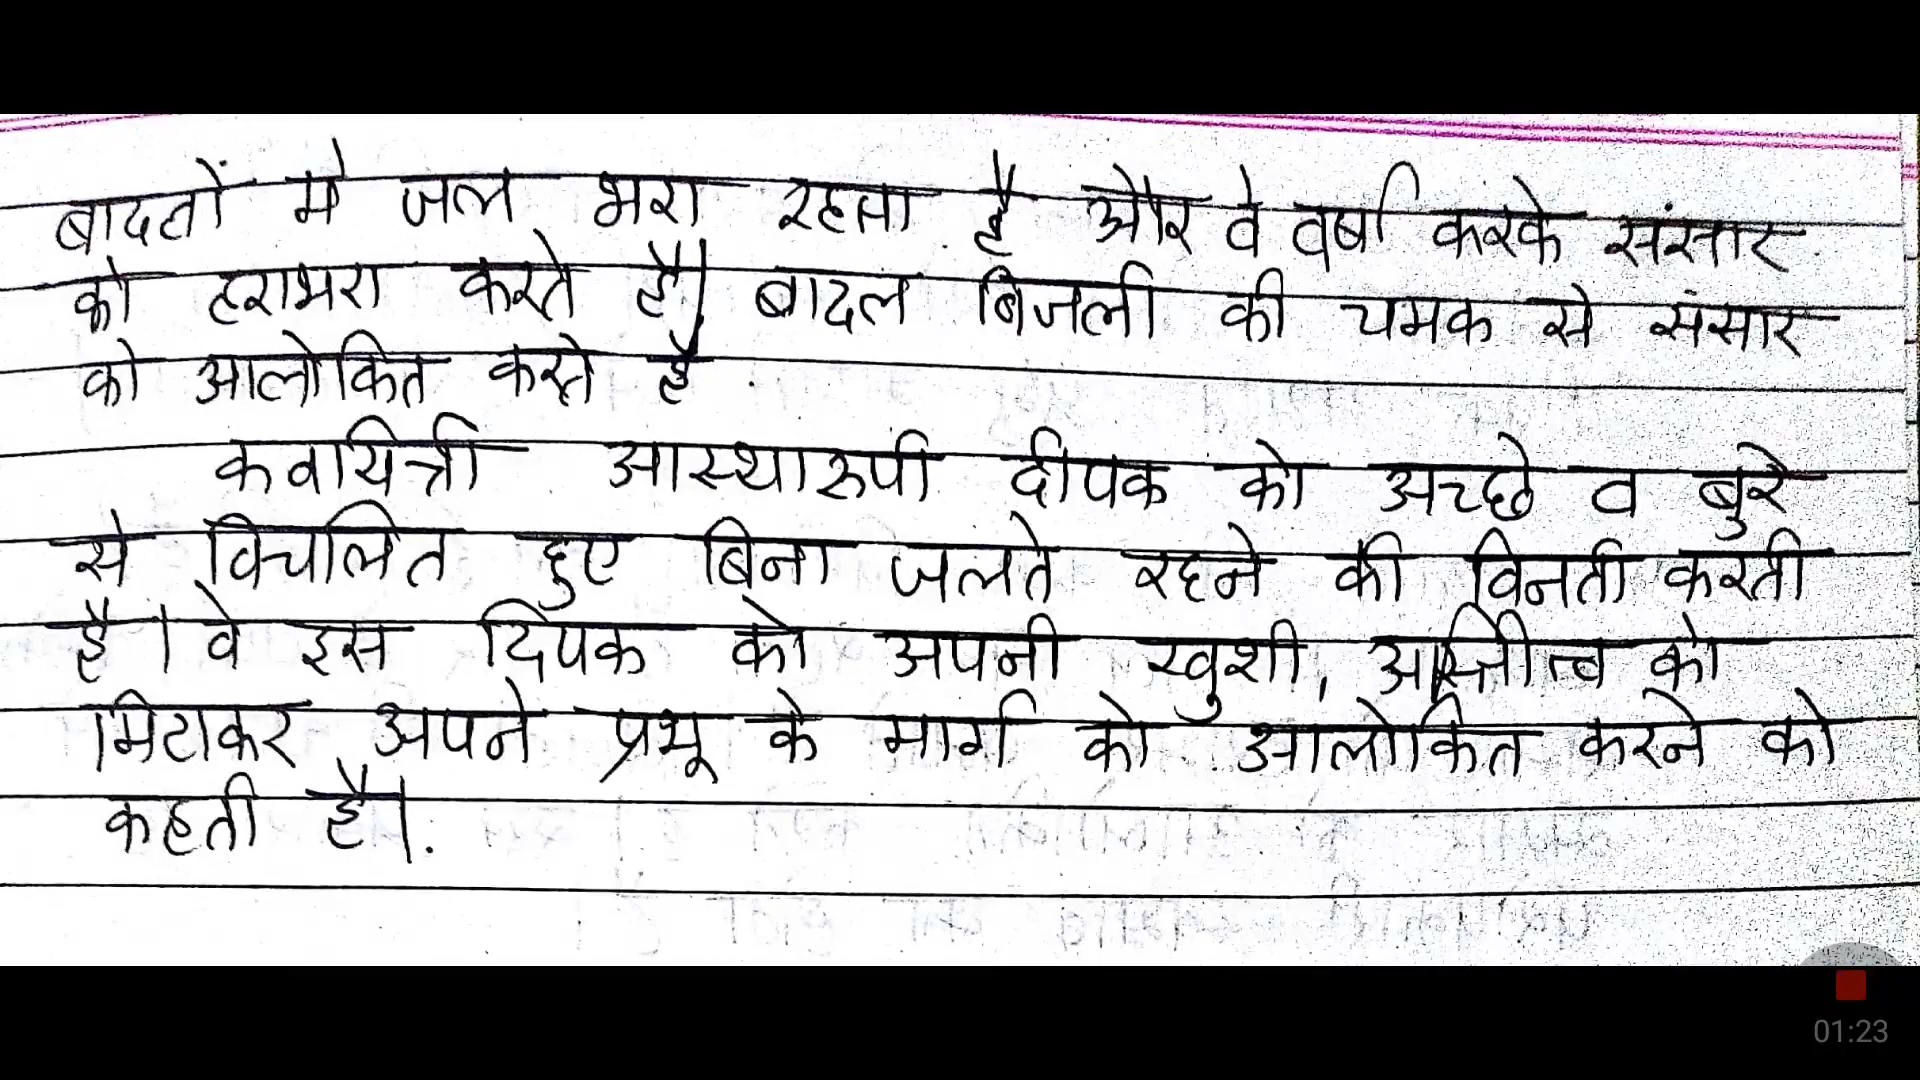 बादलों मे जल भरा रहता है और वे वर्षा करके संसार
को हराभरा करते है। बादल बिजली की चमक से संसार
को आलोकित करते है.
कवायित्री आस्थारुपी दीपक को अच्छे व बुरे
से विचलित हुए बिना जलते रहने की विनती करती
है। वे इस दिपक को अपनी खुशी, अस्तीत्व को
मिटाकर अपने प्रभू के मार्ग को आलोकित करने को
कहती है।.
01:23